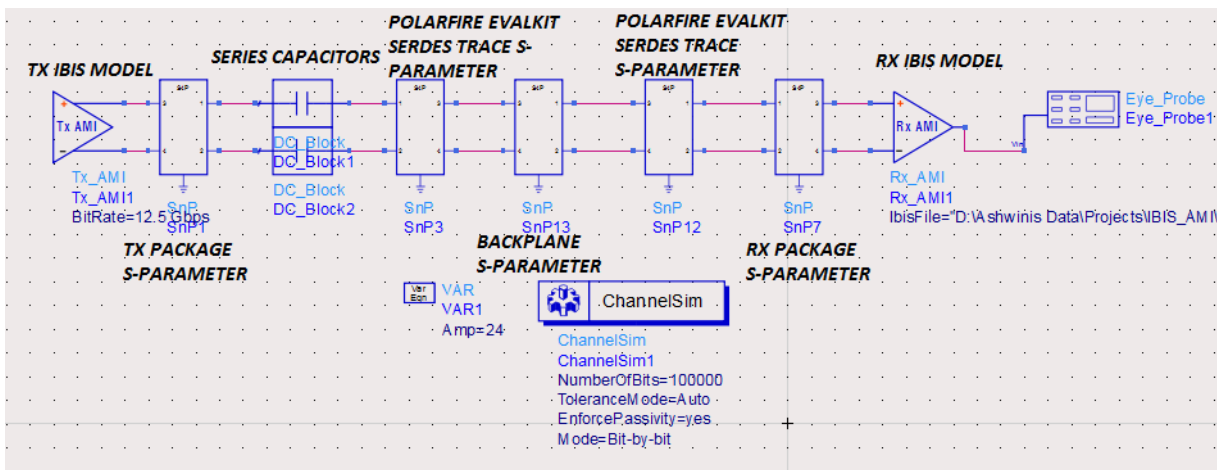 POLARFIRE EVALKIT
SERDES TRACE S-
PARAMETER
POLARFIRE EVALKIT
SERDES TRACE
S-PARAMETER
TX IBIS MODEL
SERIES CAPACITORS
RX IBIS MODEL
+
Tx AMI
−
Tx_AMI
Tx_AMI1
BitRate=12.5 Gbps
SnP
SnP1
TX PACKAGE
S-PARAMETER
DC_Block
DC_Block1
DC_Block
DC_Block2
SnP
SnP3
SnP
SnP13
BACKPLANE
S-PARAMETER
SnP
SnP12
SnP
SnP7
RX PACKAGE
S-PARAMETER
+
Rx AMI
−
Rx_AMI
Rx_AMI1
IbisFile="D:\Ashwinis Data\Projects\IBIS_AMI\
Eye_Probe
Eye_Probe1
Var
Eqn
VAR
VAR1
Amp=24
ChannelSim
ChannelSim
ChannelSim1
NumberOfBits=100000
ToleranceMode=Auto
EnforcePassivity=yes
Mode=Bit-by-bit